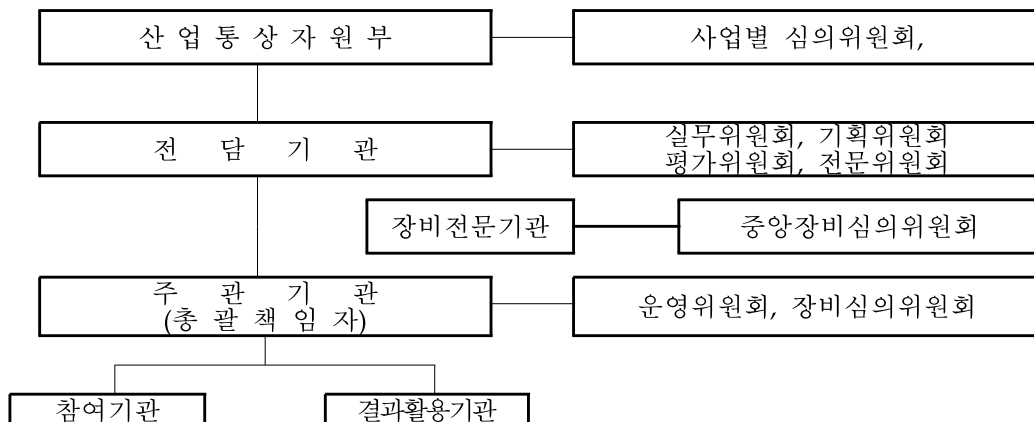 산 업 통 상 자 원 부
사업별 심의위원회,
전 담 기 관
실무위원회, 기획위원회
평가위원회, 전문위원회
장비전문기관
중앙장비심의위원회
주 관 기 관
(총 괄 책 임 자)
운영위원회, 장비심의위원회
참여기관
결과활용기관